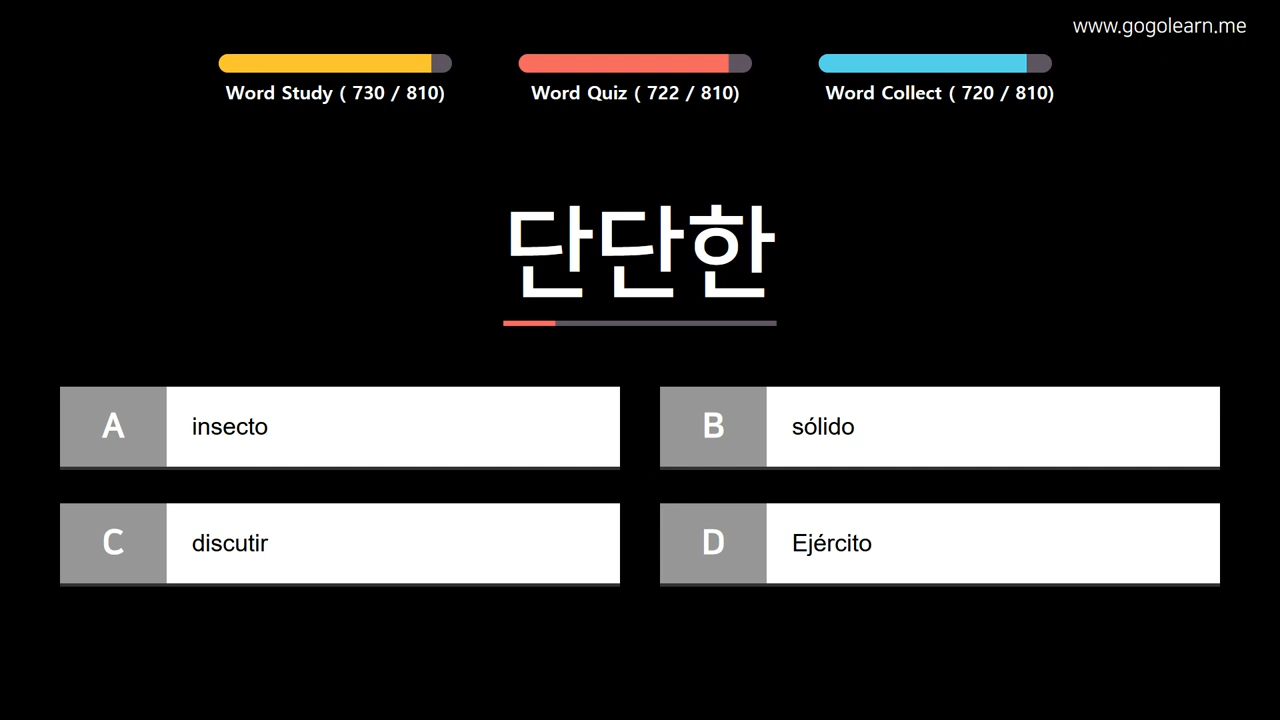 www.gogolearn.me
Word Study ( 730 / 810)
Word Quiz ( 722 / 810)
Word Collect ( 720 / 810)
단단한
A insecto
B sólido
C discutir
D Ejército